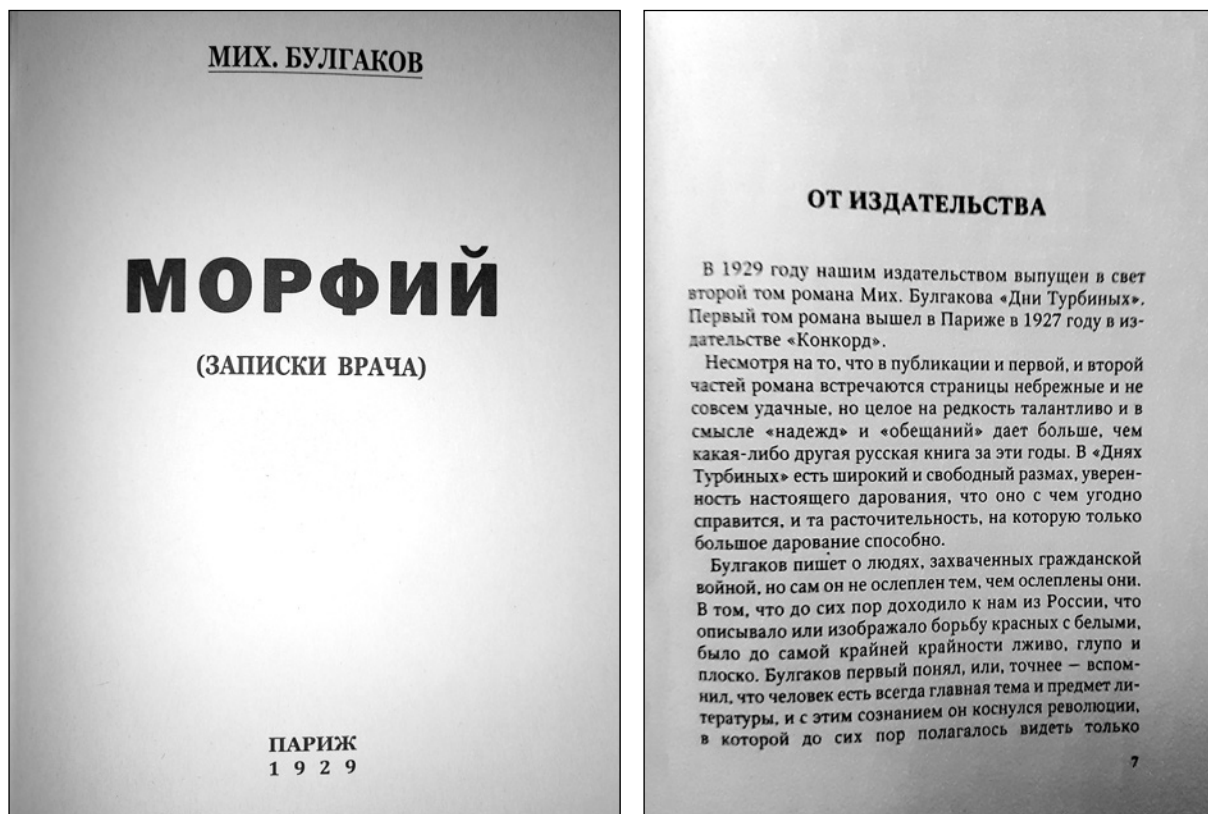 МИХ. БУЛГАКОВ
МОРФИЙ
(ЗАПИСКИ ВРАЧА)
ПАРИЖ
1 9 2 9
ОТ ИЗДАТЕЛЬСТВА
В 1929 году нашим издательством выпущен в свет
второй том романа Мих. Булгакова «Дни Турбиных».
Первый том романа вышел в Париже в 1927 году в из-
дательстве «Конкорд».
Несмотря на то, что в публикации и первой, и второй
частей романа встречаются страницы небрежные и не
совсем удачные, но целое на редкость талантливо и в
смысле «надежд» и «обещаний» дает больше, чем
какая-либо другая русская книга за эти годы. В «Днях
Турбиных» есть широкий и свободный размах, уверен-
ность настоящего дарования, что оно с чем угодно
справится, и та расточительность, на которую только
большое дарование способно.
Булгаков пишет о людях, захваченных гражданской
войной, но сам он не ослеплен тем, чем ослеплены они.
В том, что до сих пор доходило к нам из России, что
описывало или изображало борьбу красных с белыми,
было до самой крайней крайности лживо, глупо и
плоско. Булгаков первый понял, или, точнее — вспом-
нил, что человек есть всегда главная тема и предмет ли-
тературы, и с этим сознанием он коснулся революции,
в которой до сих пор полагалось видеть только
7